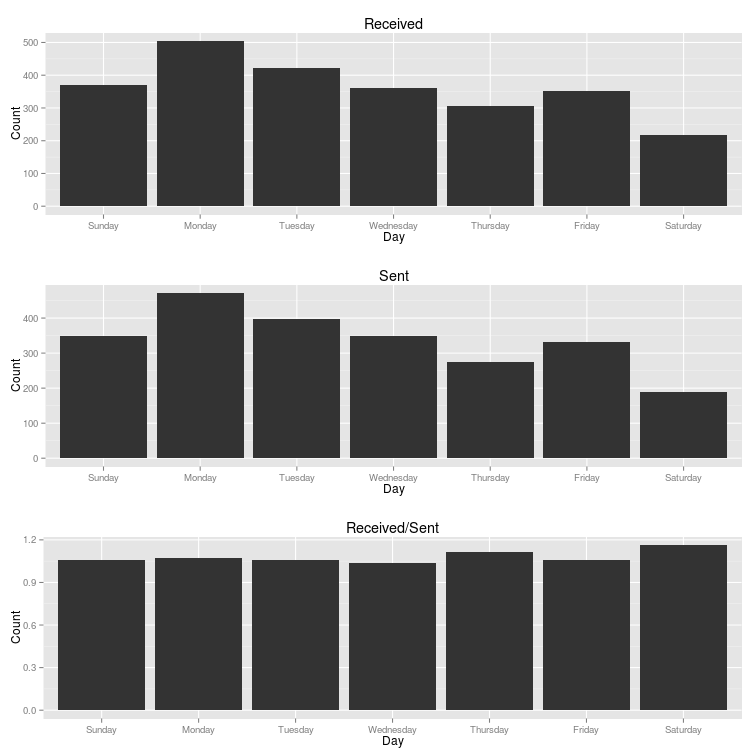 Received
500
400
300
200
100
0
Count
Sunday Monday Tuesday Wednesday Thursday Friday Saturday
Day
Sent
400
300
200
100
0
Count
Sunday Monday Tuesday Wednesday Thursday Friday Saturday
Day
Received/Sent
1.2
0.9
0.6
0.3
0.0
Count
Sunday Monday Tuesday Wednesday Thursday Friday Saturday
Day